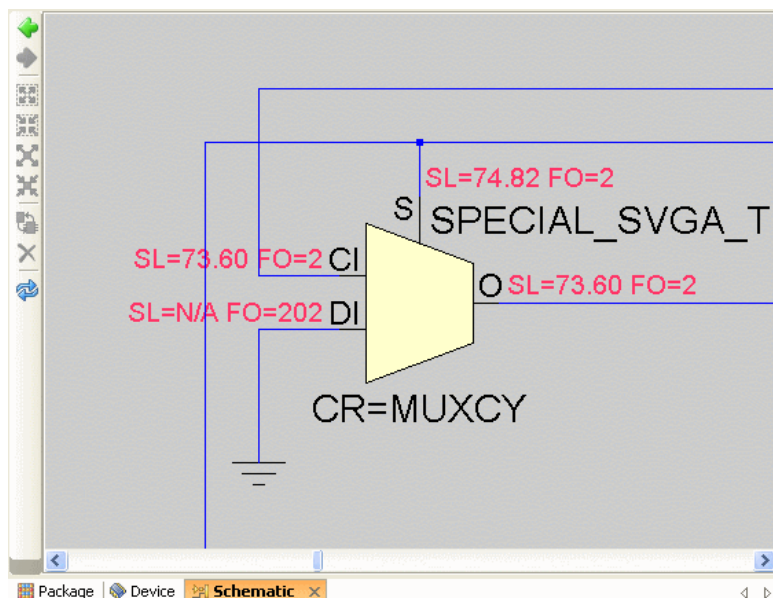 SL=74.82 FO=2
S
SPECIAL_SVGA_T
SL=73.60 FO=2 CI
O SL=73.60 FO=2
SL=N/A FO=202 DI
CR=MUXCY
Package Device Schematic